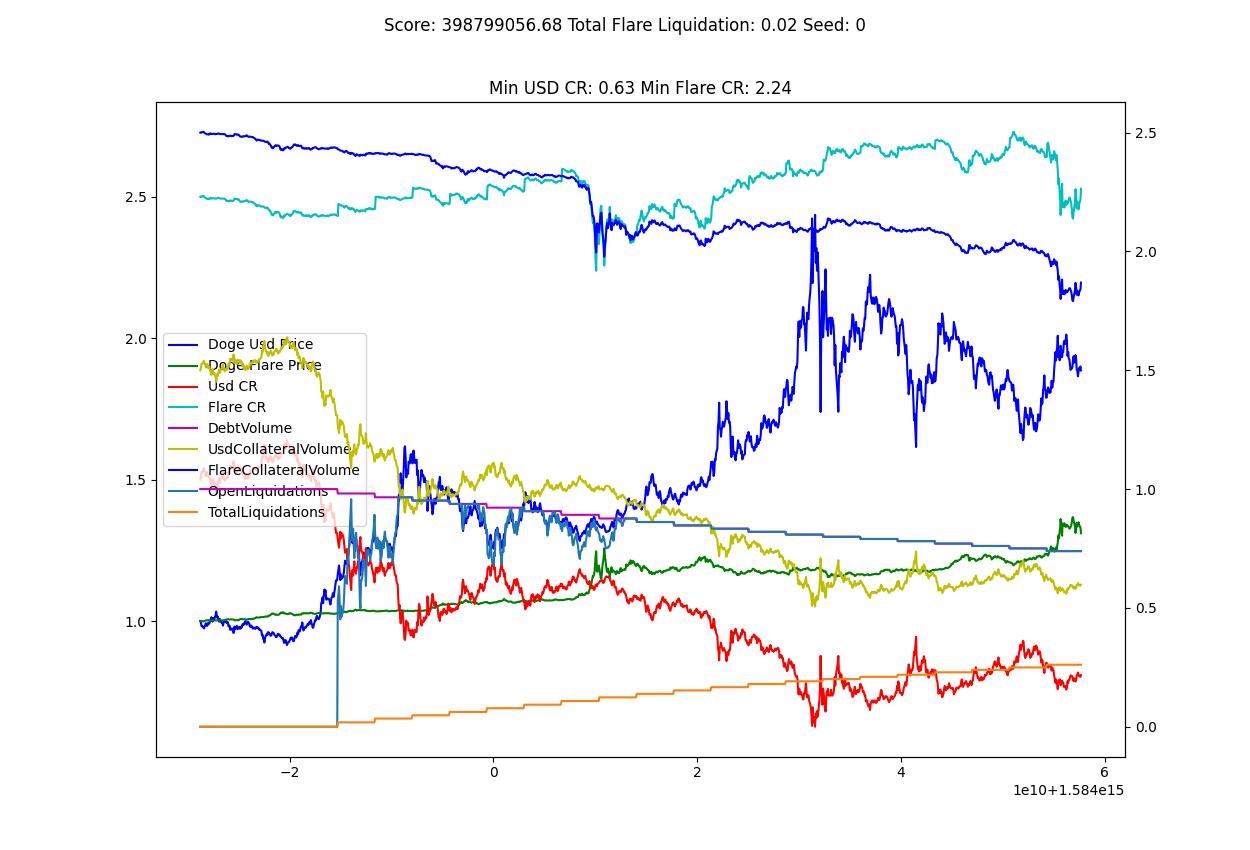 Score: 398799056.68 Total Flare Liquidation: 0.02 Seed: 0
Min USD CR: 0.63 Min Flare CR: 2.24
2.5
2.0
1.5
1.0
2.5
2.0
1.5
1.0
0.5
0.0
Doge Usd Price
Doge Flare Price
Usd CR
Flare CR
DebtVolume
UsdCollateralVolume
FlareCollateralVolume
OpenLiquidations
TotalLiquidations
−2 0 2 4 6
1e10+1.584e15